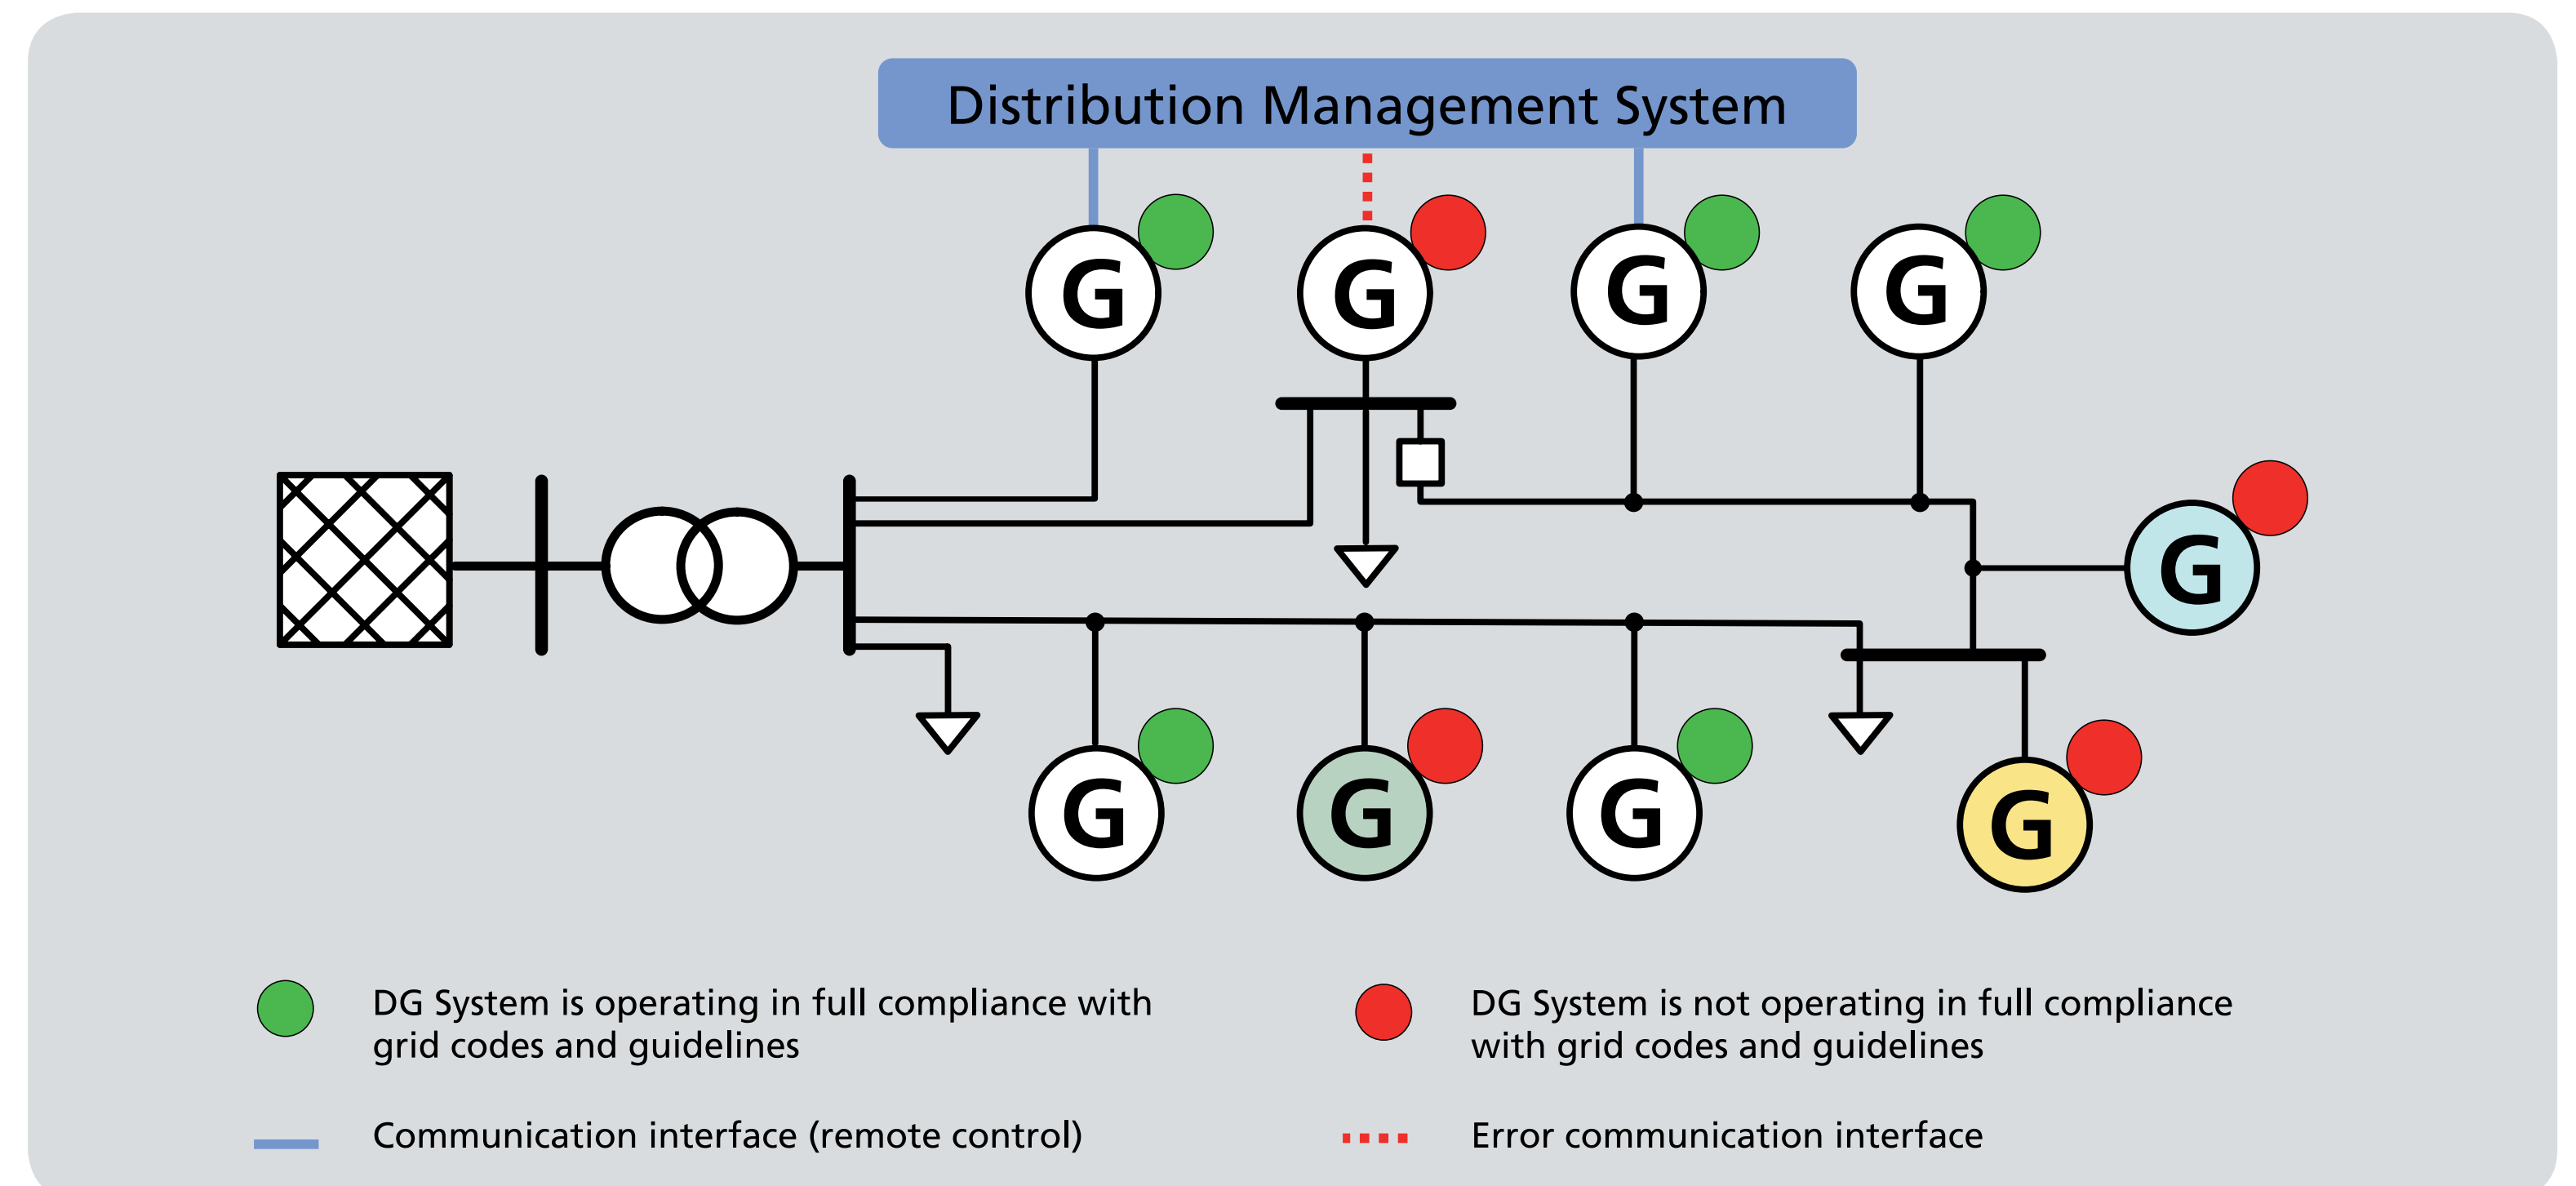 Distribution Management System
G
G
G
G
G
G
G
G
G
DG System is operating in full compliance with
grid codes and guidelines
DG System is not operating in full compliance
with grid codes and guidelines
Communication interface (remote control)
Error communication interface